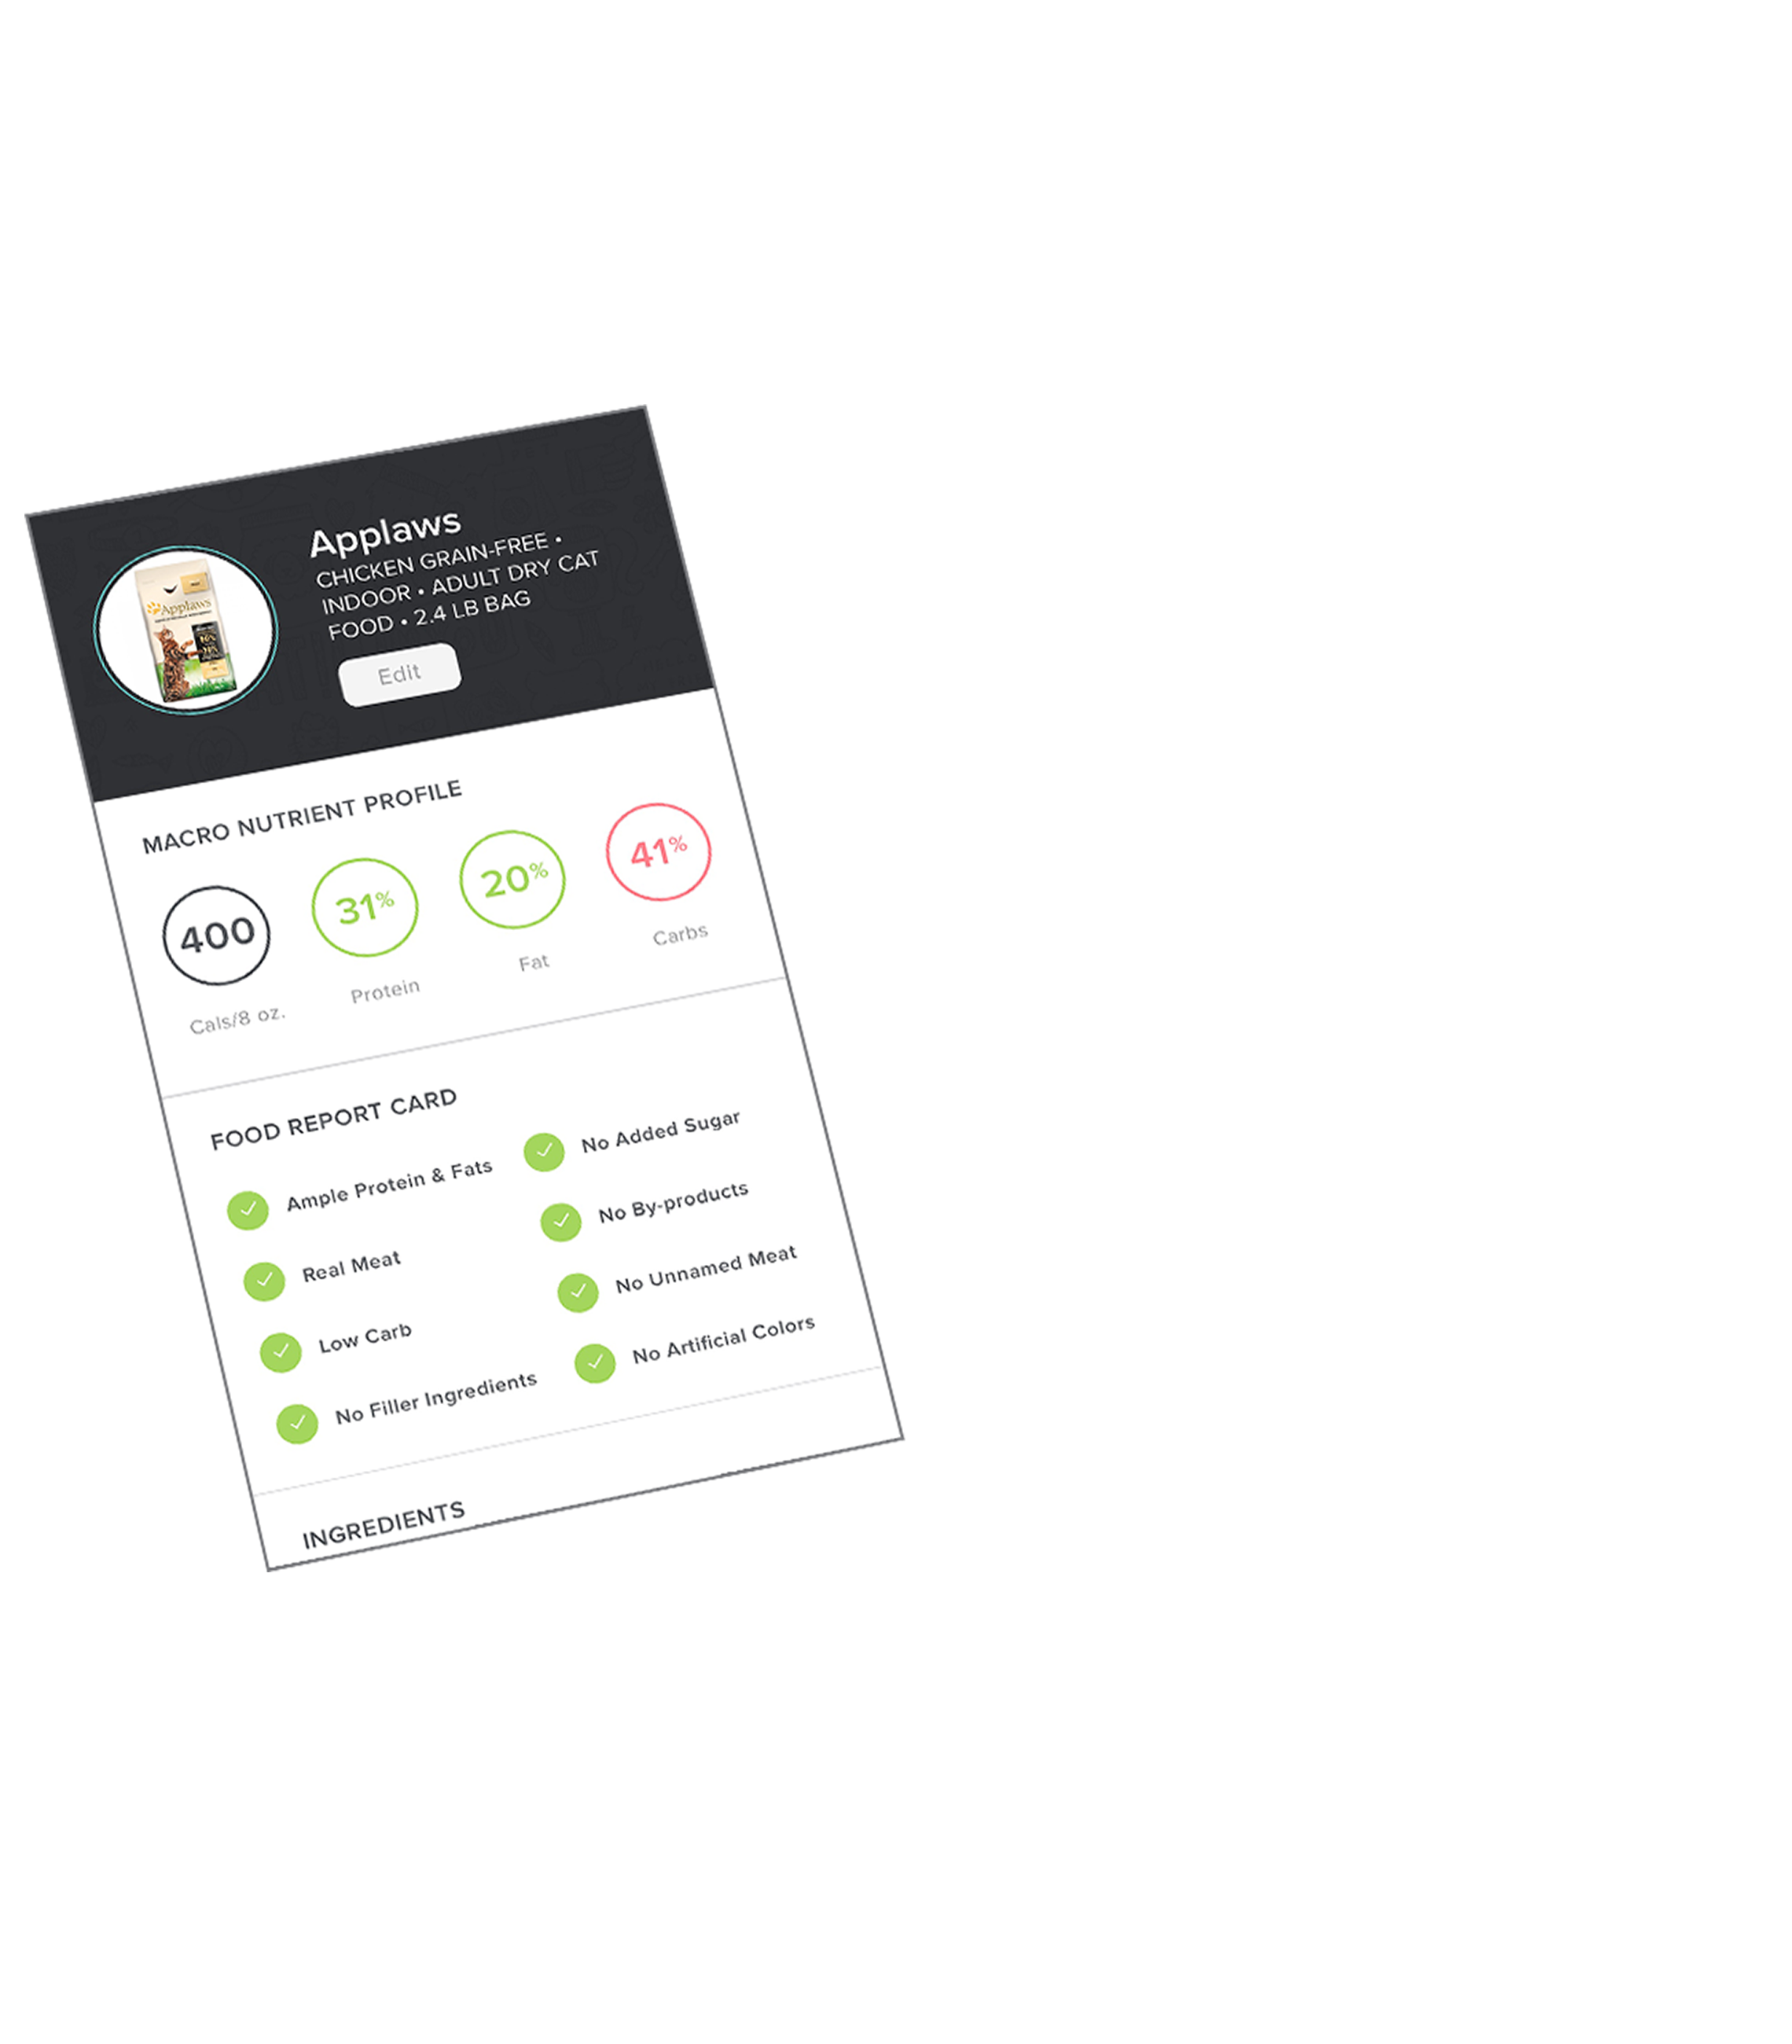 Applaws
CHICKEN GRAIN-FREE •
INDOOR • ADULT DRY CAT
FOOD • 2.4 LB BAG
Applaws
Edit
MACRO NUTRIENT PROFILE
400
31%
20%
41%
Cals/8 oz.
Protein
Fat
Carbs
FOOD REPORT CARD
Ample Protein & Fats
No Added Sugar
Real Meat
No By-products
Low Carb
No Unnamed Meat
No Filler Ingredients
No Artificial Colors
INGREDIENTS